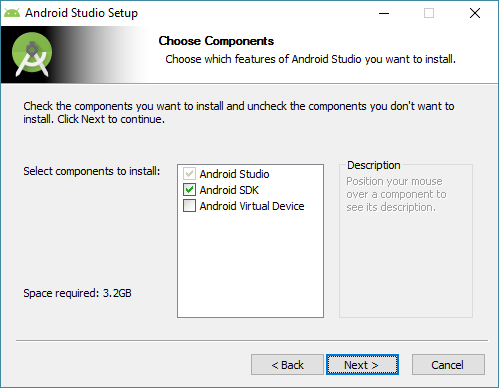 Android Studio Setup
Choose Components
Choose which features of Android Studio you want to install.
Check the components you want to install and uncheck the components you don't want to
install. Click Next to continue.
Select components to install:
Android Studio
Android SDK
Android Virtual Device
Description
Position your mouse
over a component to
see its description.
Space required: 3.2GB
< Back
Next >
Cancel